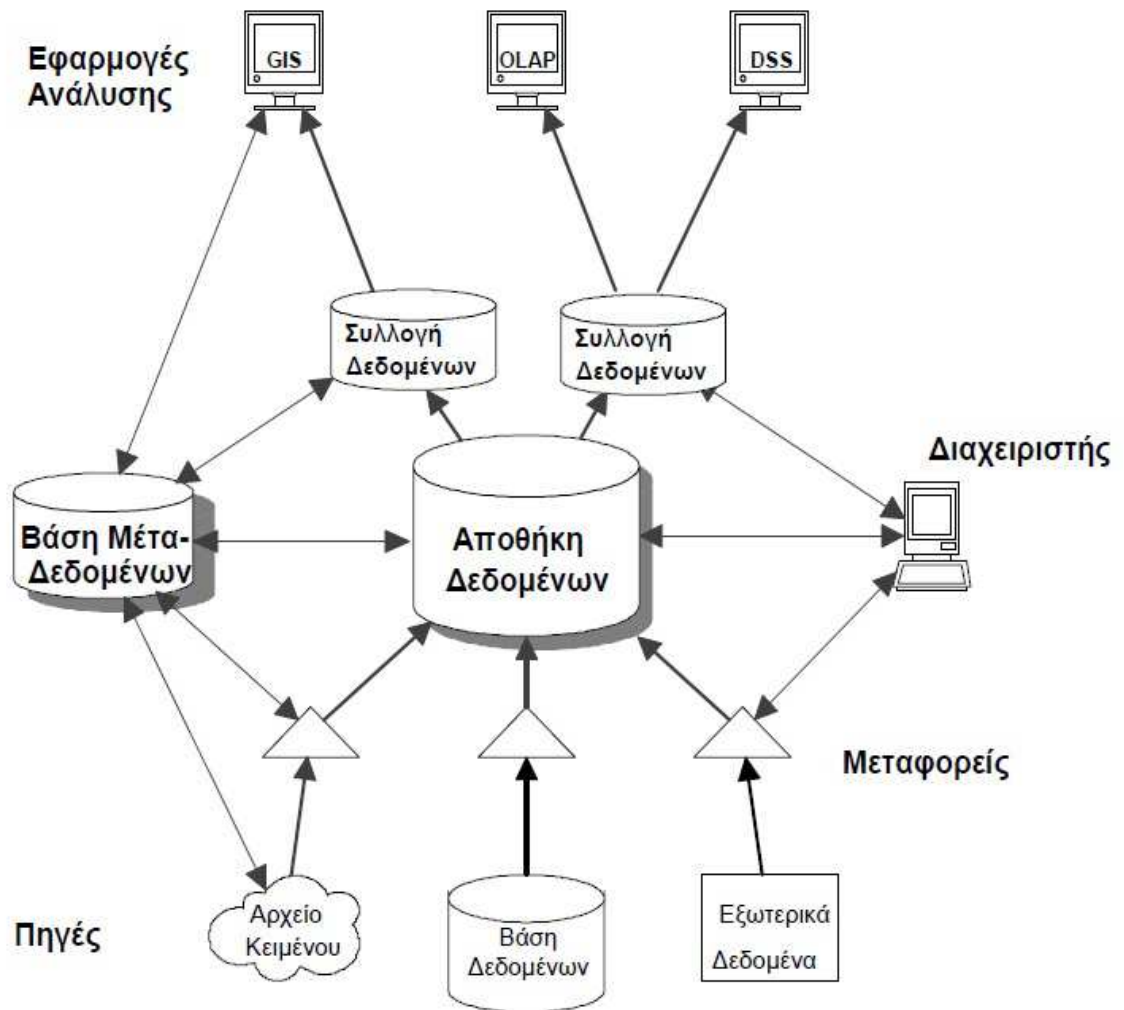 Εφαρμογές
Ανάλυσης
GIS
OLAP
DSS
Συλλογή
Δεδομένων
Συλλογή
Δεδομένων
Διαχειριστής
Βάση Μέτα-
Δεδομένων
Αποθήκη
Δεδομένων
Μεταφορείς
Πηγές
Αρχείο
Κειμένου
Βάση
Δεδομένων
Εξωτερικά
Δεδομένα